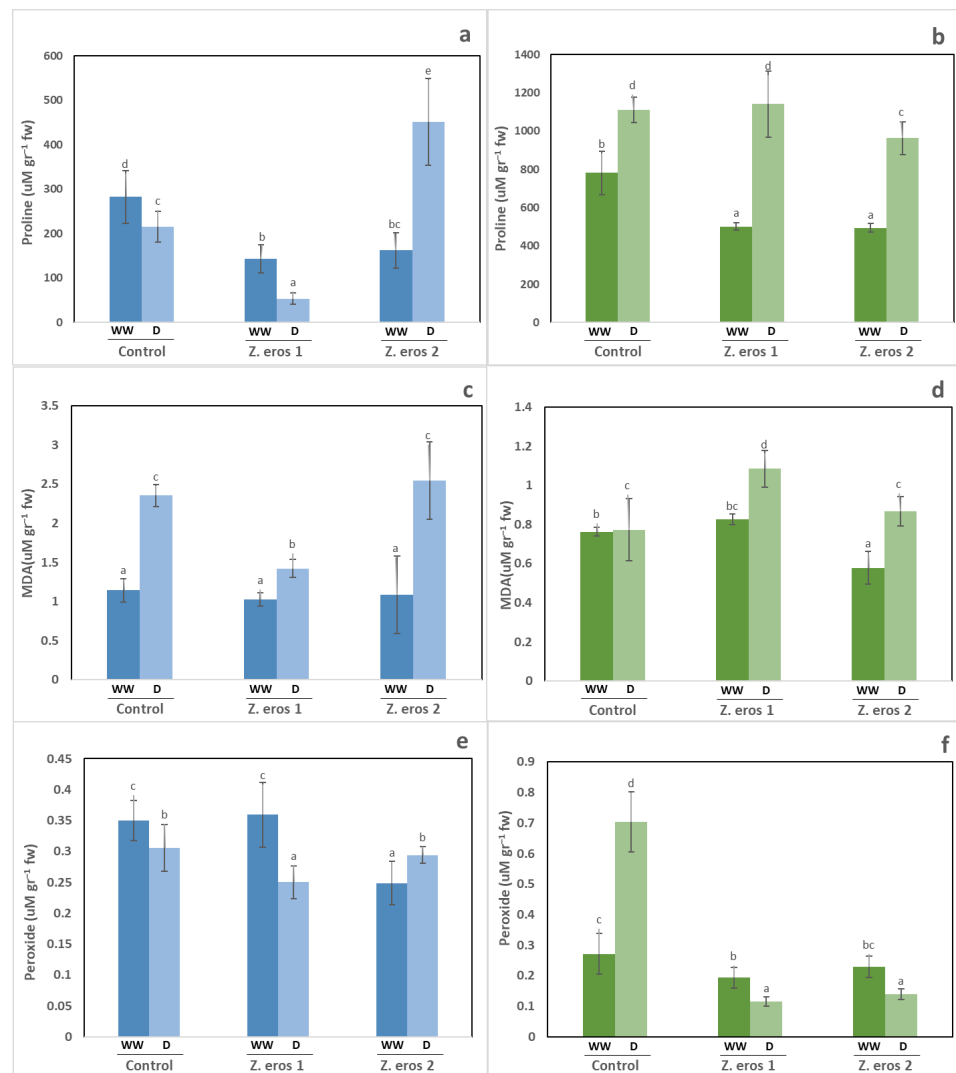 a
600
500
400
300
200
100
0
Proline (uM gr⁻¹ fw)
d
c
b
a
bc
e
WW D WW D WW D
Control Z. eros 1 Z. eros 2
b
1400
1200
1000
800
600
400
200
0
Proline (uM gr⁻¹ fw)
b
d
a
d
a
c
WW D WW D WW D
Control Z. eros 1 Z. eros 2
c
3.5
3
2.5
2
1.5
1
0.5
0
MDA(uM gr⁻¹ fw)
a
c
a
b
a
c
WW D WW D WW D
Control Z. eros 1 Z. eros 2
d
1.4
1.2
1
0.8
0.6
0.4
0.2
0
MDA(uM gr⁻¹ fw)
b
c
bc
d
a
c
WW D WW D WW D
Control Z. eros 1 Z. eros 2
e
0.45
0.4
0.35
0.3
0.25
0.2
0.15
0.1
0.05
0
Peroxide (uM gr⁻¹ fw)
c
b
c
a
a
b
WW D WW D WW D
Control Z. eros 1 Z. eros 2
f
0.9
0.8
0.7
0.6
0.5
0.4
0.3
0.2
0.1
0
Peroxide (uM gr⁻¹ fw)
c
d
b
a
bc
a
WW D WW D WW D
Control Z. eros 1 Z. eros 2